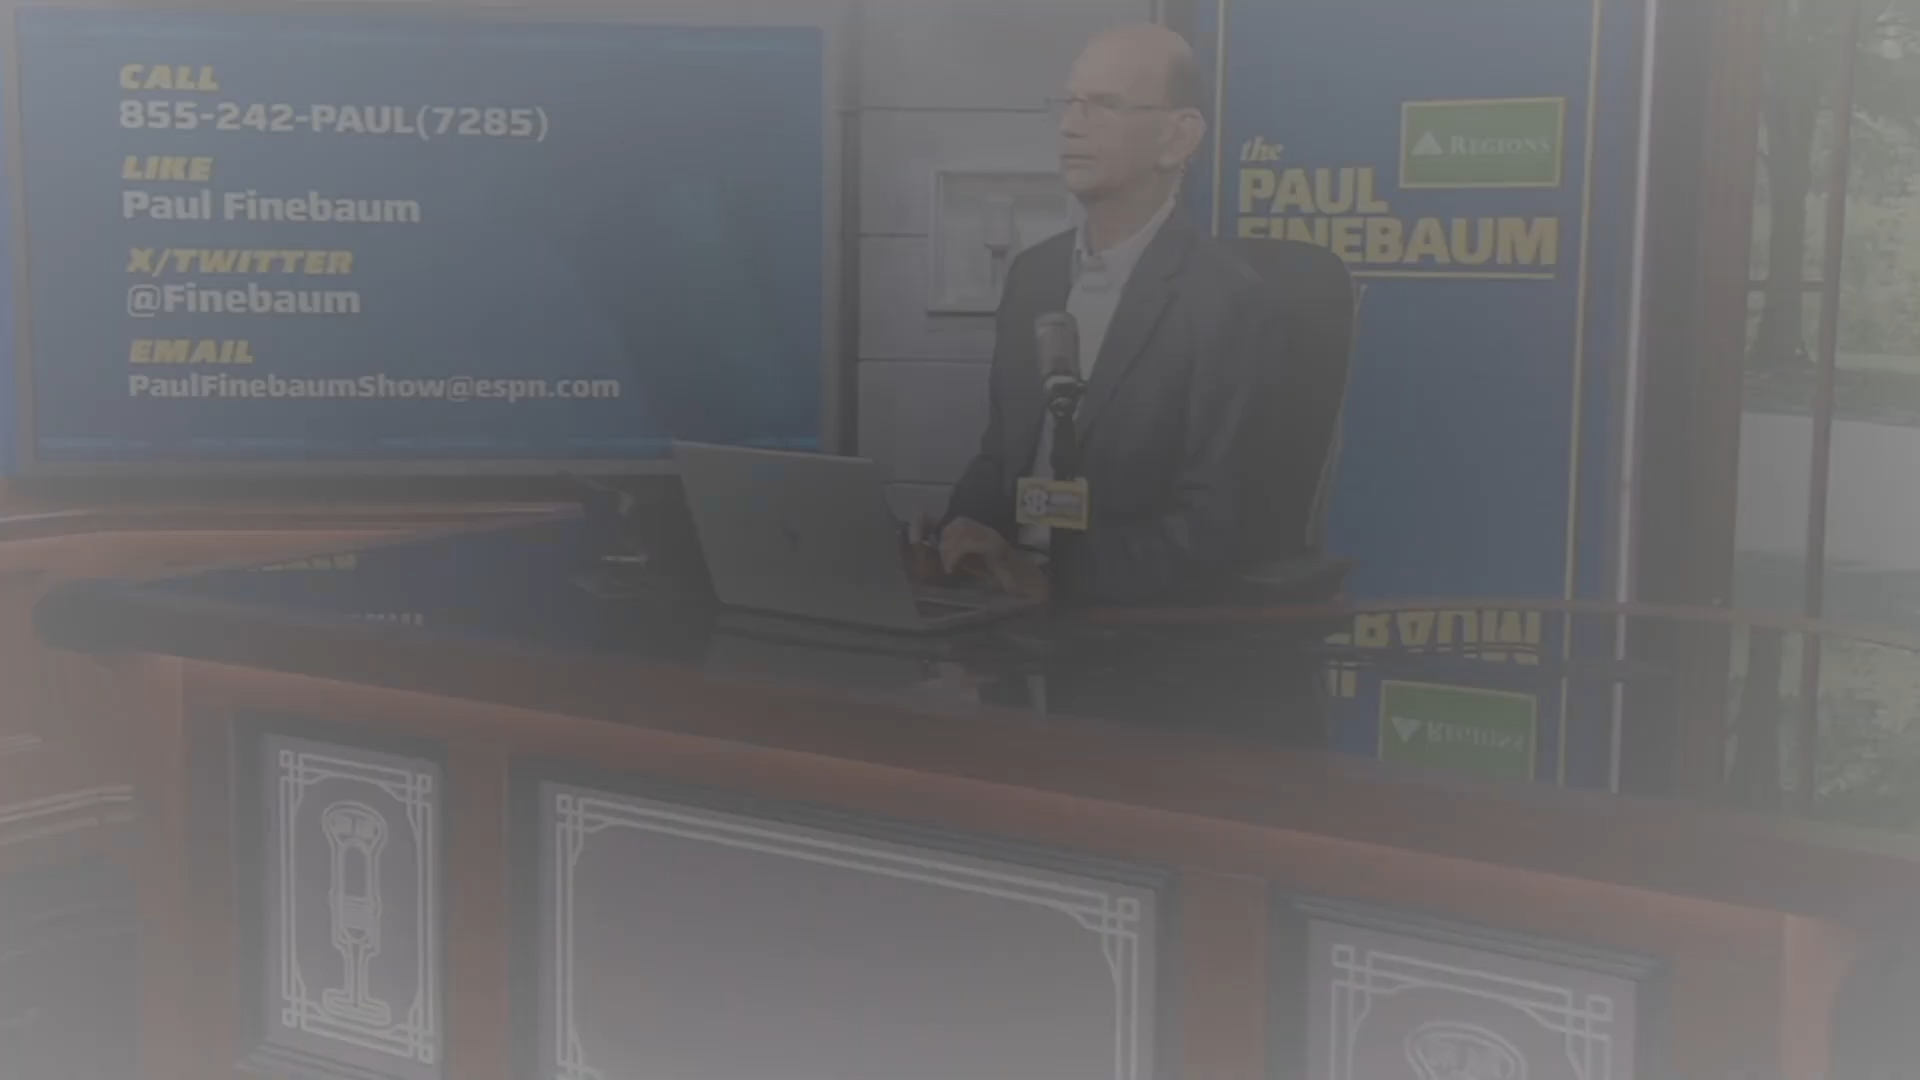 CALL
855-242-PAUL(7285)
LIKE
Paul Finebaum
X/TWITTER
@Finebaum
EMAIL
PaulFinebaumShow@espn.com
the
PAUL
FINEBAUM
REGIONS